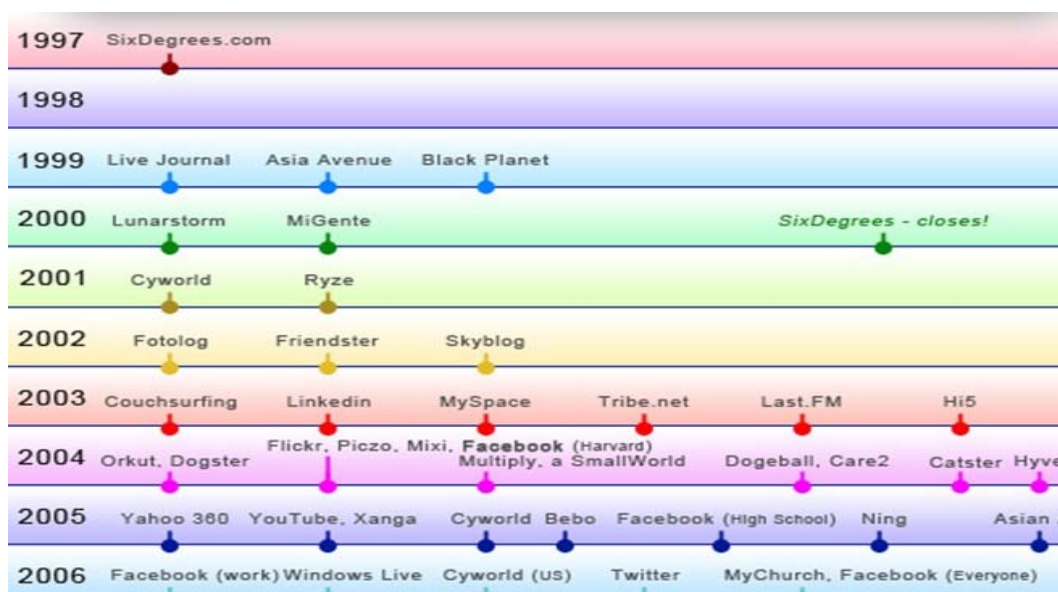 1997 SixDegrees.com
1998
1999 Live Journal Asia Avenue Black Planet
2000 Lunarstorm MiGente SixDegrees - closes!
2001 Cyworld Ryze
2002 Fotolog Friendster Skyblog
2003 Couchsurfing Linkedin MySpace Tribe.net Last.FM Hi5
Flickr, Piczo, Mixi, Facebook (Harvard)
2004 Orkut, Dogster Multiply, a SmallWorld Dogeball, Care2 Catster Hyve
2005 Yahoo 360 YouTube, Xanga Cyworld Bebo Facebook (High School) Ning Asian
2006 Facebook (work) Windows Live Cyworld (US) Twitter MyChurch, Facebook (Everyone)